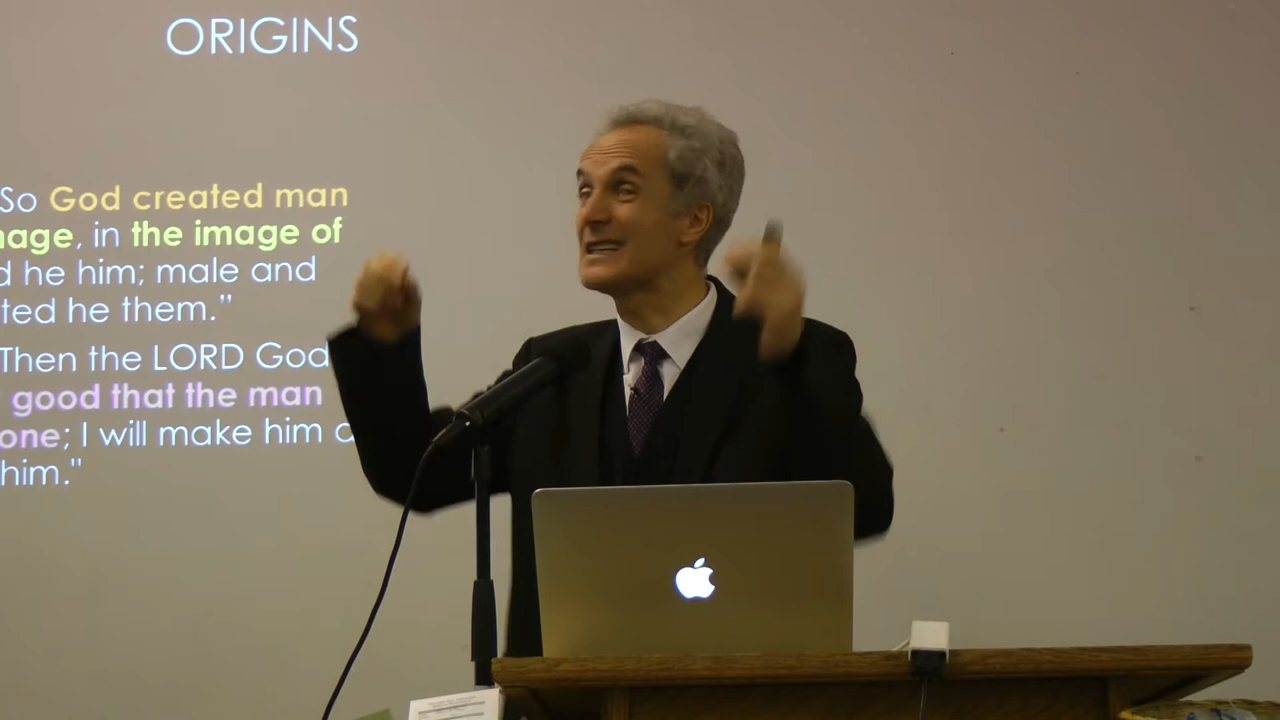 ORIGINS
So God created man
mage, in the image of
d he him; male and
ted he them."
Then the LORD God
good that the man
one; I will make him a
him."